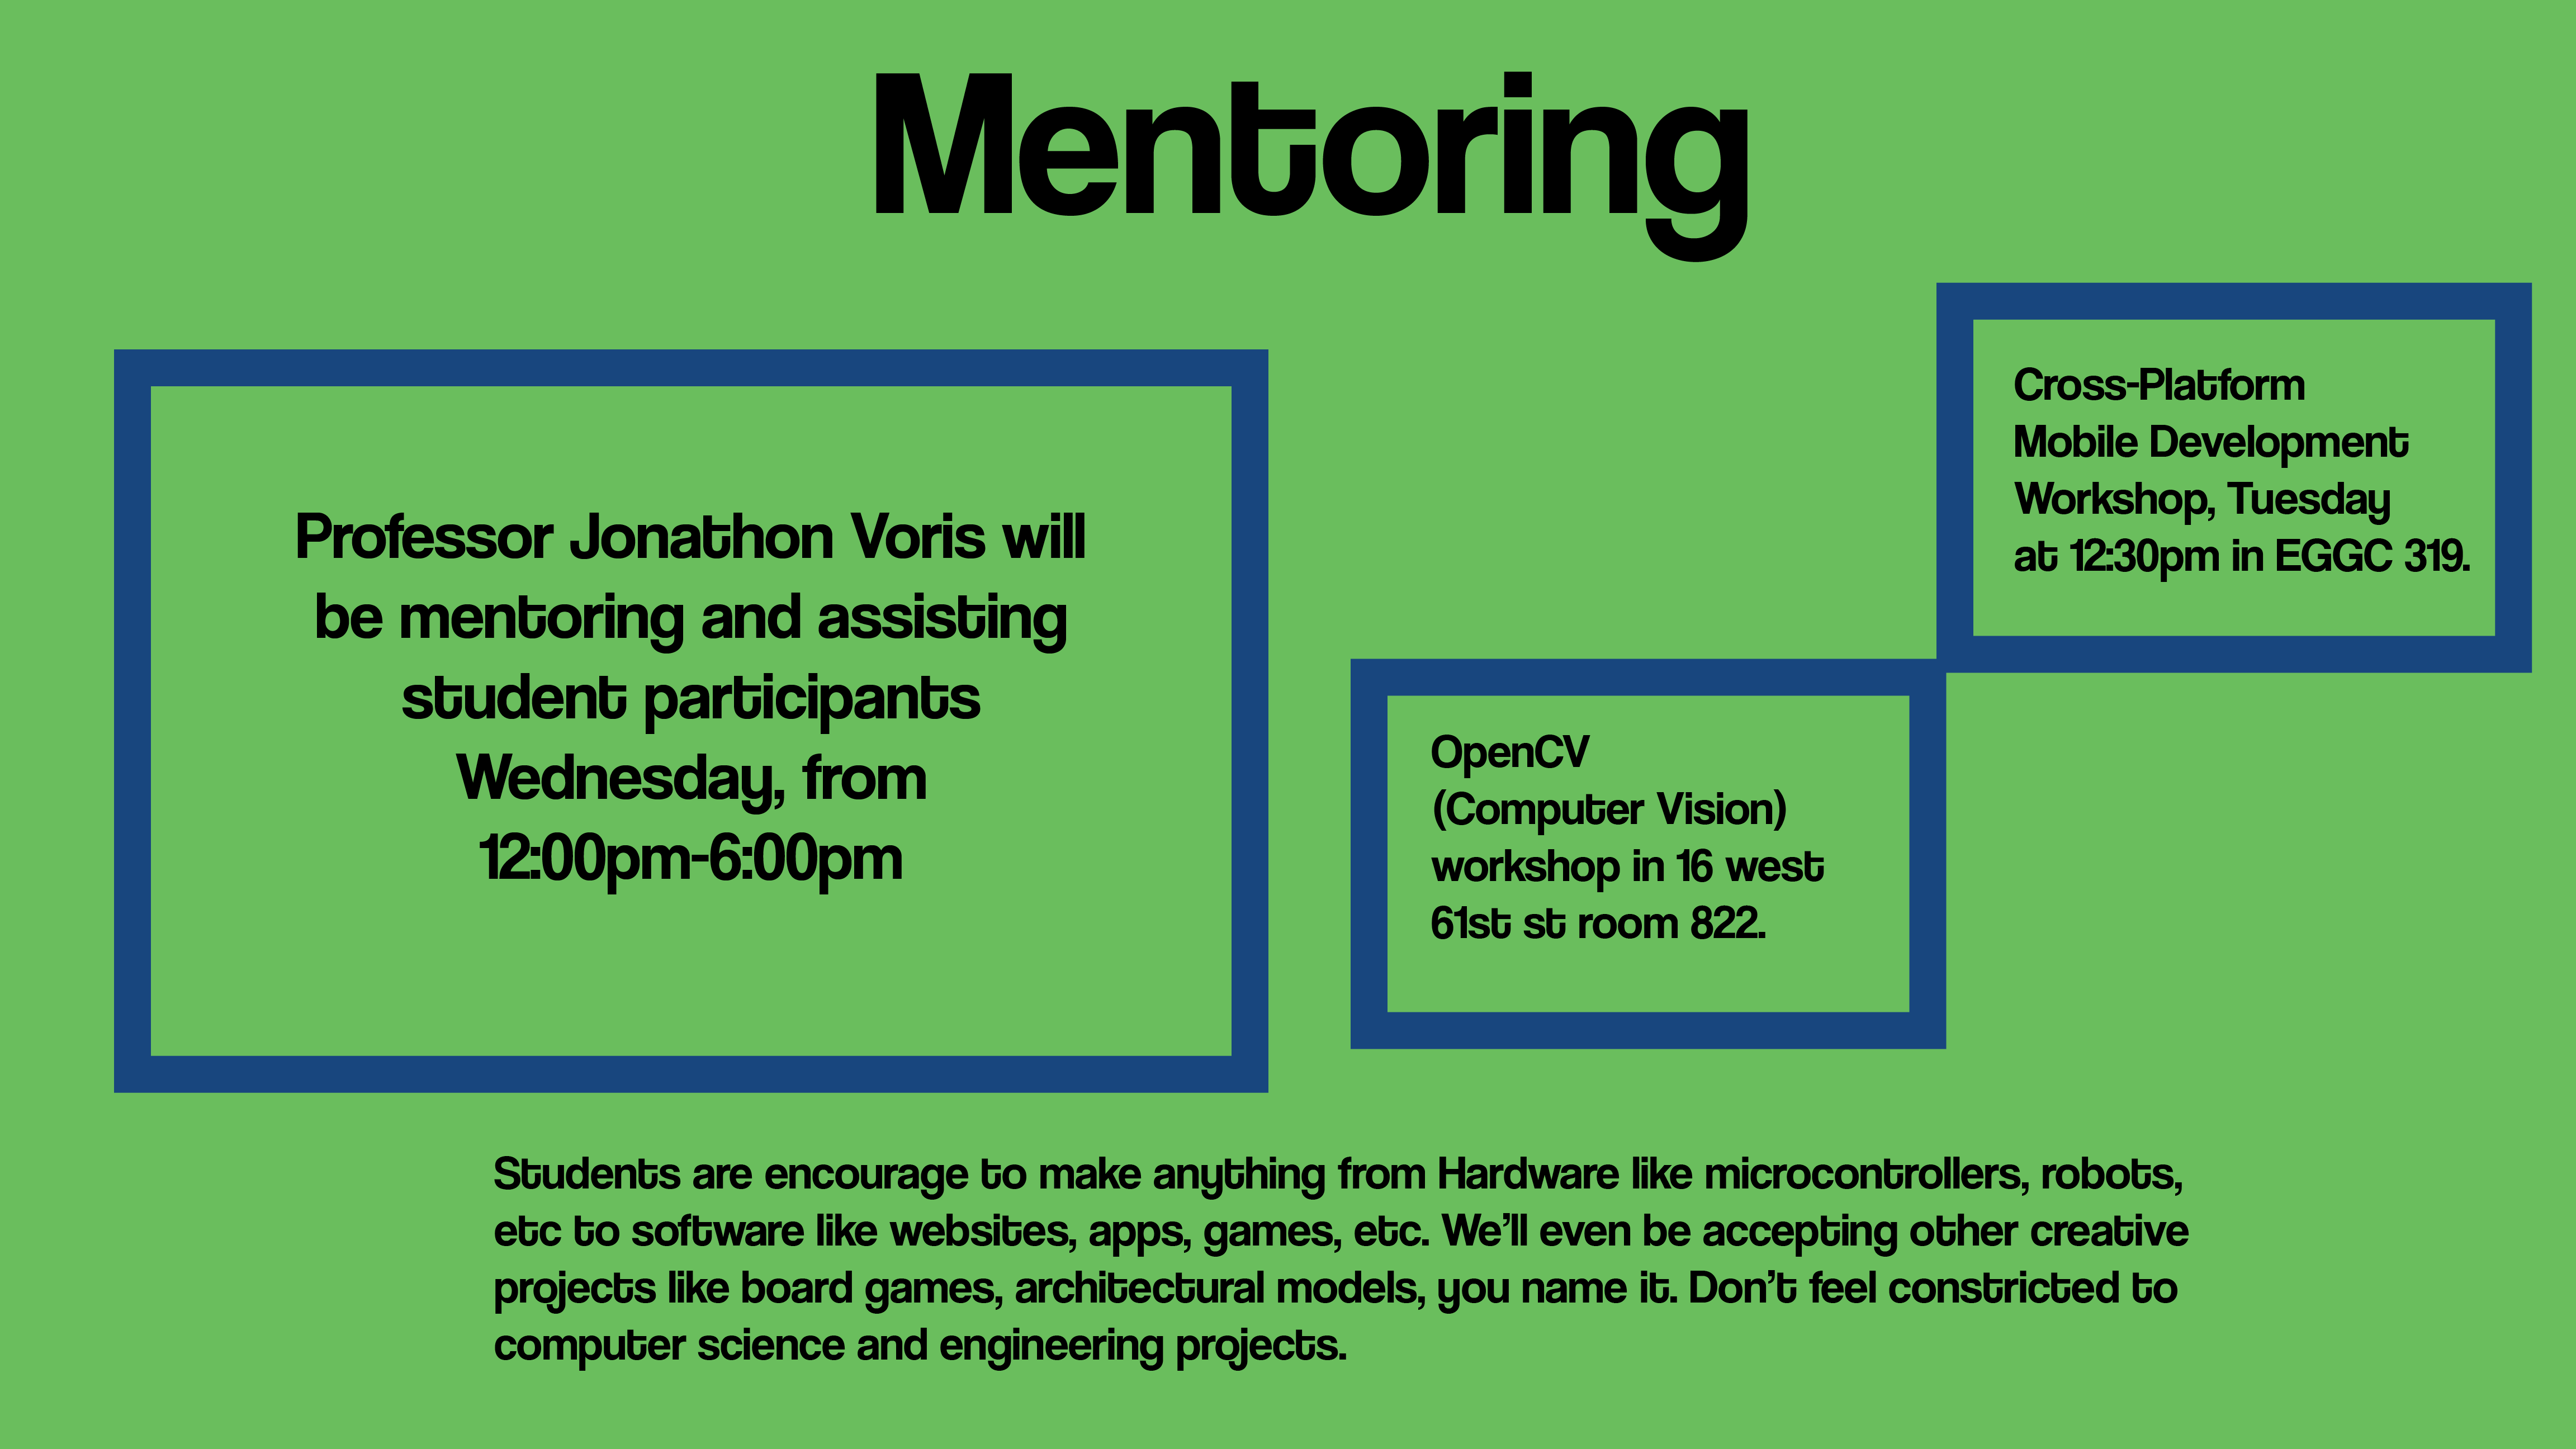 Mentoring
Professor Jonathon Voris will
be mentoring and assisting
student participants
Wednesday, from
12:00pm-6:00pm
Cross-Platform
Mobile Development
Workshop, Tuesday
at 12:30pm in EGGC 319.
OpenCV
(Computer Vision)
workshop in 16 west
61st st room 822.
Students are encourage to make anything from Hardware like microcontrollers, robots,
etc to software like websites, apps, games, etc. We’ll even be accepting other creative
projects like board games, architectural models, you name it. Don’t feel constricted to
computer science and engineering projects.